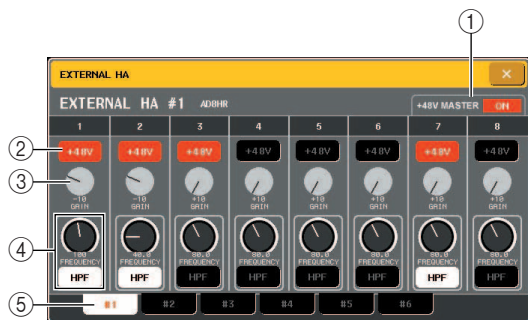 ①
EXTERNAL HA ×
EXTERNAL HA #1 AD8HR +48V MASTER ON
1 2 3 4 5 6 7 8
② +48V +48V +48V +48V +48V +48V +48V +48V
③
-10 -10 +10 +10 +10 +10 +10 +10
GAIN GAIN GAIN GAIN GAIN GAIN GAIN GAIN
④
100 40.0 80.0 80.0 80.0 80.0 80.0 80.0
FREQUENCY FREQUENCY FREQUENCY FREQUENCY FREQUENCY FREQUENCY FREQUENCY FREQUENCY
HPF HPF HPF HPF HPF HPF HPF HPF
⑤ #1 #2 #3 #4 #5 #6